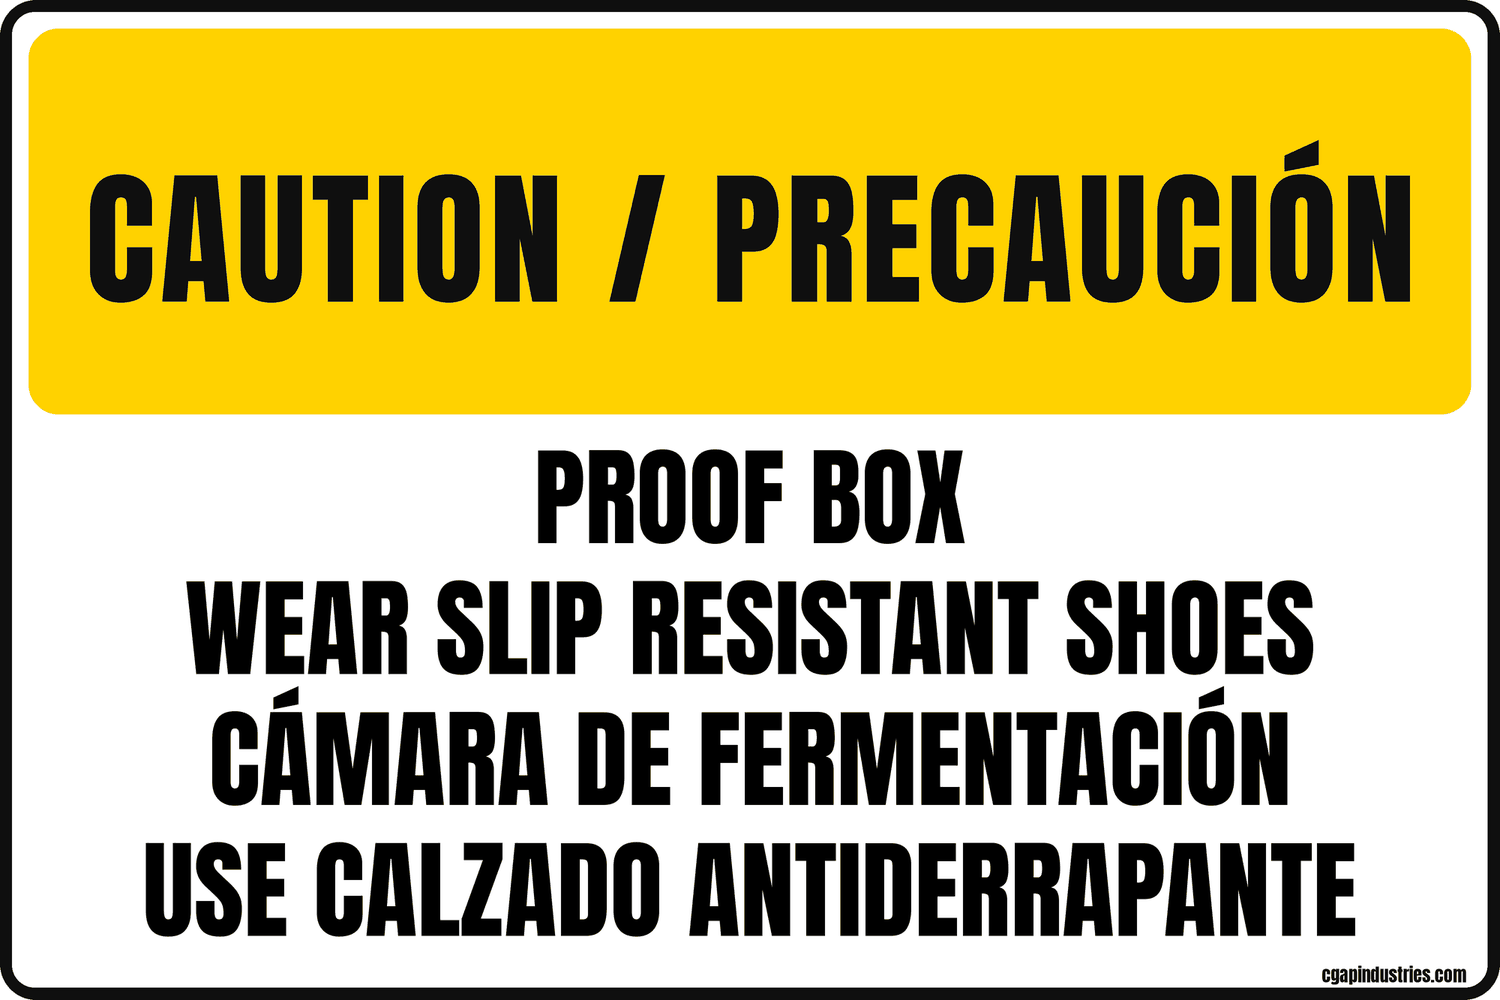 CAUTION / PRECAUCIÓN
PROOF BOX
WEAR SLIP RESISTANT SHOES
CÁMARA DE FERMENTACIÓN
USE CALZADO ANTIDERRAPANTE
cgapindustries.com